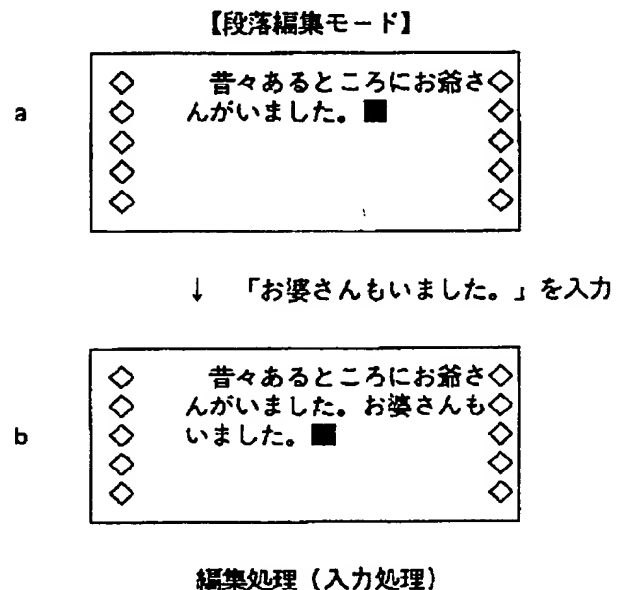 【段落編集モード】
a
◇　昔々あるところにお爺さ◇
◇んがいました。■◇
◇◇
◇◇
◇◇
↓　「お婆さんもいました。」を入力
b
◇　昔々あるところにお爺さ◇
◇んがいました。お婆さんも◇
◇いました。■◇
◇◇
◇◇
編集処理（入力処理）